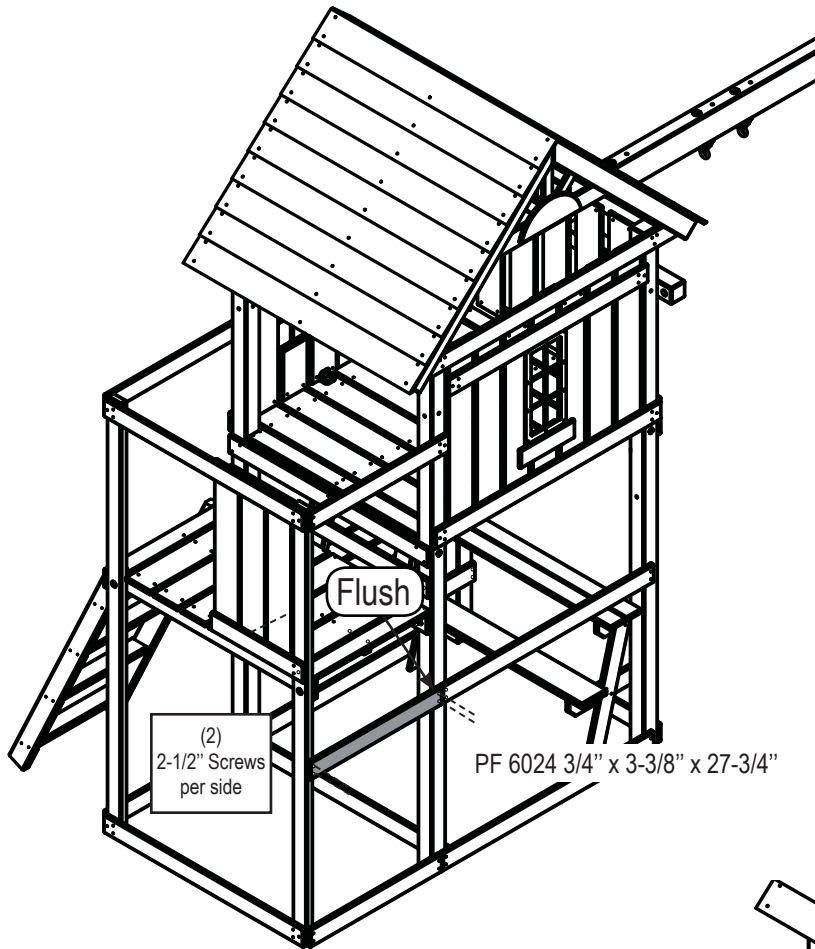 Flush
(2)
2-1/2” Screws
per side
PF 6024 3/4” x 3-3/8” x 27-3/4”